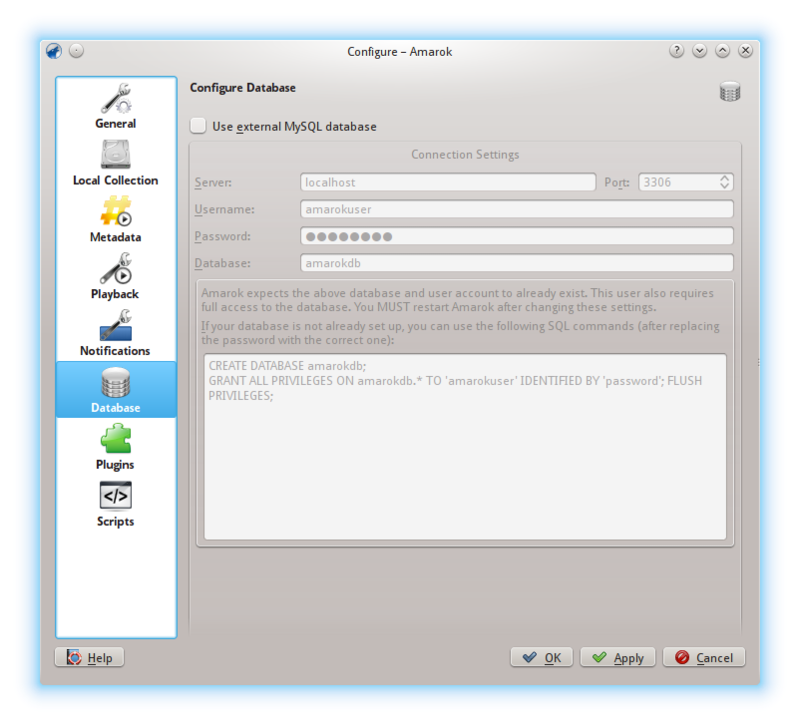 Configure – Amarok
General
Local Collection
Metadata
Playback
Notifications
Database
Plugins
Scripts
Configure Database
Use external MySQL database
Connection Settings
Server: localhost Port: 3306
Username: amarokuser
Password: ●●●●●●●●
Database: amarokdb
Amarok expects the above database and user account to already exist. This user also requires
full access to the database. You MUST restart Amarok after changing these settings.
If your database is not already set up, you can use the following SQL commands (after replacing
the password with the correct one):
CREATE DATABASE amarokdb;
GRANT ALL PRIVILEGES ON amarokdb.* TO 'amarokuser' IDENTIFIED BY 'password'; FLUSH
PRIVILEGES;
Help OK Apply Cancel